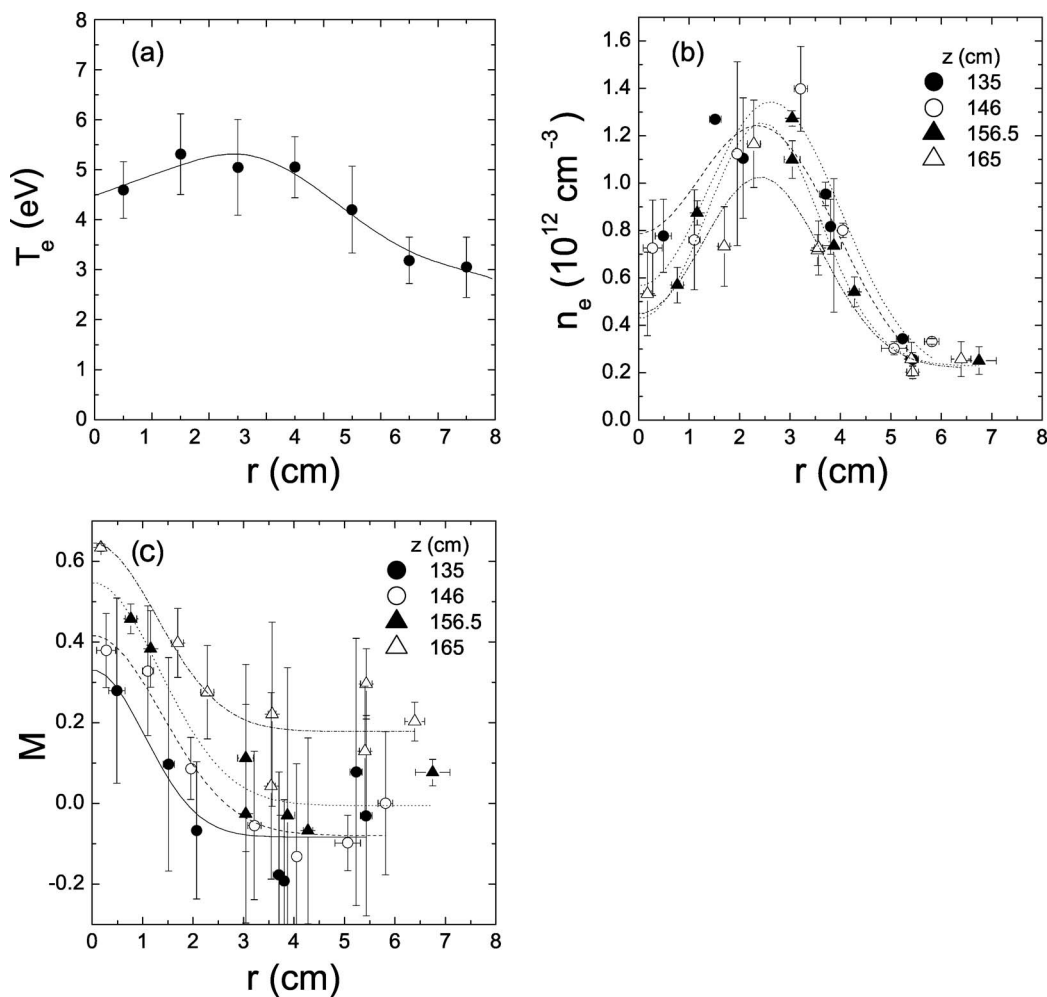 (a)
8
7
6
5
4
3
2
1
0
T_e (eV)
0 1 2 3 5 6 7 8
r (cm)
(b)
z (cm)
135
146
156.5
165
1.6
1.4
1.2
1.0
0.8
0.6
0.4
0.2
0.0
n_e (10^12 cm^-3)
0 1 2 3 4 5 6 7 8
r (cm)
(c)
z (cm)
135
146
156.5
165
0.6
0.4
0.2
0.0
-0.2
M
0 1 2 3 4 5 6 7 8
r (cm)